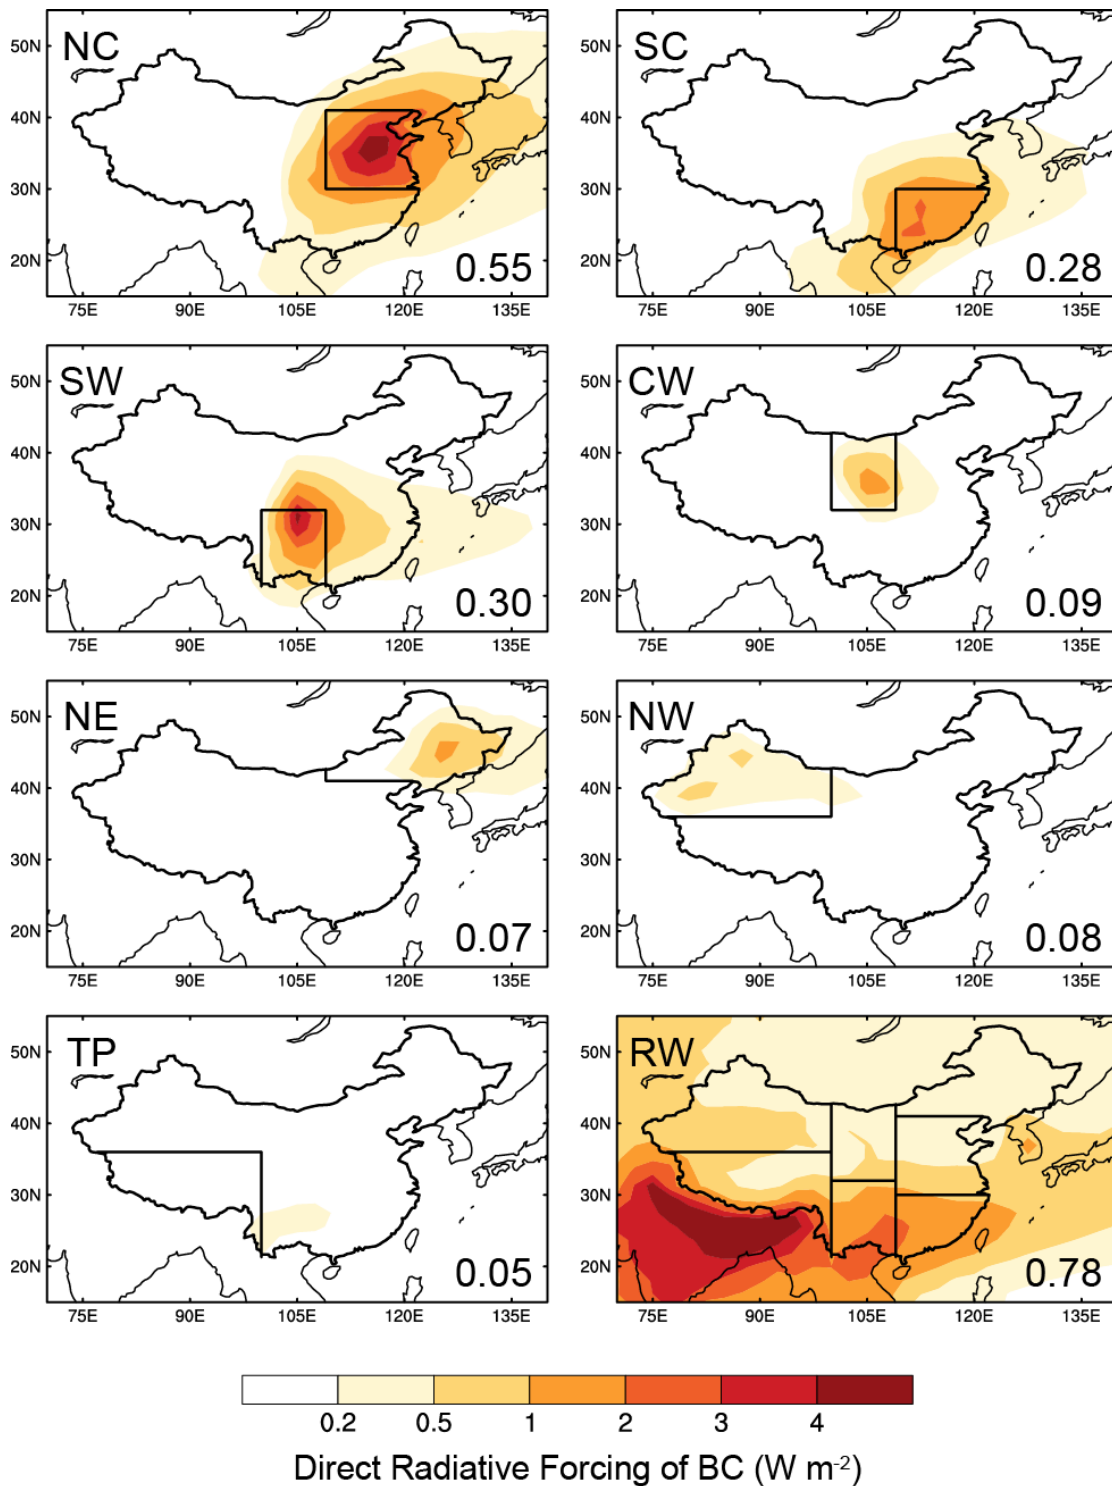 NC
50N
40N
30N
20N
0.55
75E 90E 105E 120E 135E
SC
50N
40N
30N
20N
0.28
75E 90E 105E 120E 135E
SW
50N
40N
30N
20N
0.30
75E 90E 105E 120E 135E
CW
50N
40N
30N
20N
0.09
75E 90E 105E 120E 135E
NE
50N
40N
30N
20N
0.07
75E 90E 105E 120E 135E
NW
50N
40N
30N
20N
0.08
75E 90E 105E 120E 135E
TP
50N
40N
30N
20N
0.05
75E 90E 105E 120E 135E
RW
50N
40N
30N
20N
0.78
75E 90E 105E 120E 135E
0.2 0.5 1 2 3 4
Direct Radiative Forcing of BC (W m⁻²)